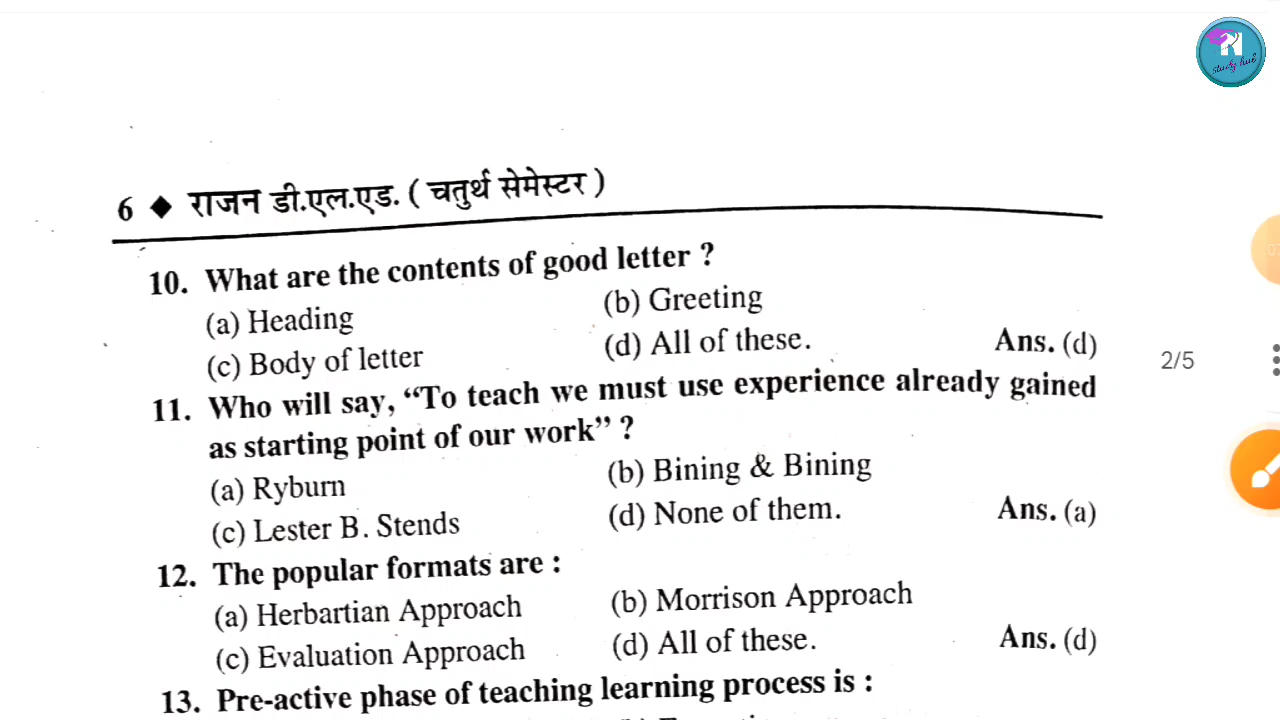 N
study hub
6 ◆ राजन डी.एल.एड. ( चतुर्थ सेमेस्टर )
10. What are the contents of good letter ?
(a) Heading (b) Greeting
(c) Body of letter (d) All of these. Ans. (d)
11. Who will say, “To teach we must use experience already gained
as starting point of our work” ?
(a) Ryburn (b) Bining & Bining
(c) Lester B. Stends (d) None of them. Ans. (a)
12. The popular formats are :
(a) Herbartian Approach (b) Morrison Approach
(c) Evaluation Approach (d) All of these. Ans. (d)
13. Pre-active phase of teaching learning process is :
2/5